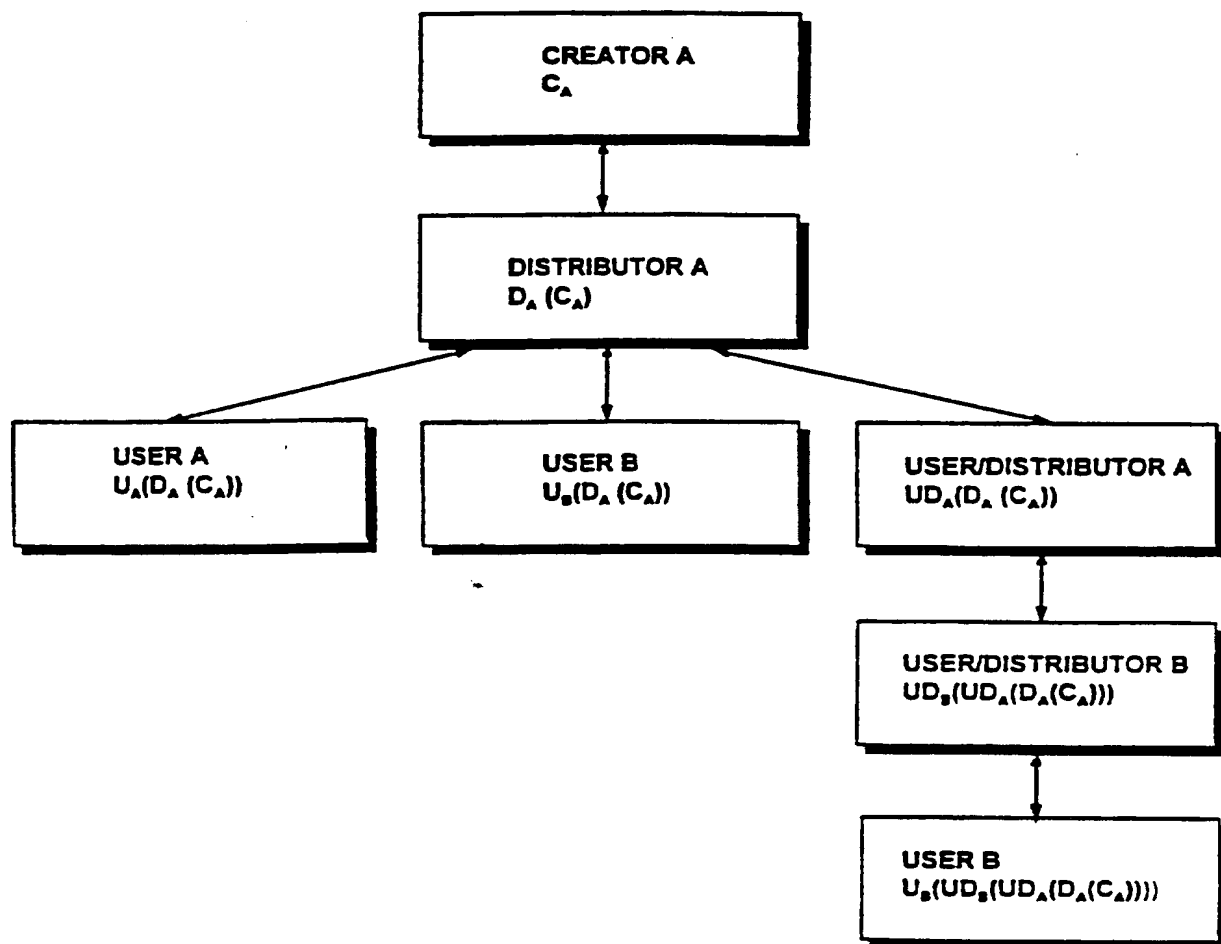 CREATOR A
C_A
DISTRIBUTOR A
D_A (C_A)
USER A
U_A(D_A (C_A))
USER B
U_B(D_A (C_A))
USER/DISTRIBUTOR A
UD_A(D_A (C_A))
USER/DISTRIBUTOR B
UD_B(UD_A(D_A(C_A)))
USER B
U_B(UD_B(UD_A(D_A(C_A))))